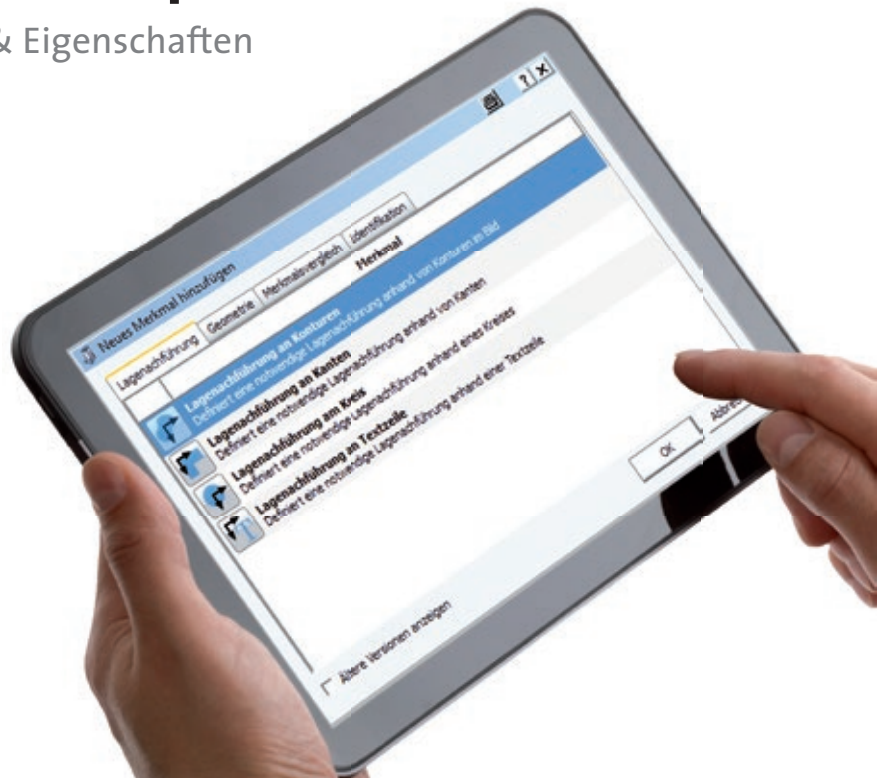 & Eigenschaften
? X
Neues Merkmal hinzufügen
Lagenachführung Geometrie Merkmalsvergleich Identifikation
Merkmal
Lagenachführung an Konturen
Definiert eine notwendige Lagenachführung anhand von Konturen im Bild
Lagenachführung an Kanten
Definiert eine notwendige Lagenachführung anhand von Kanten
Lagenachführung am Kreis
Definiert eine notwendige Lagenachführung anhand eines Kreises
Lagenachführung an Textzeile
Definiert eine notwendige Lagenachführung anhand einer Textzeile
OK
Ältere Versionen anzeigen